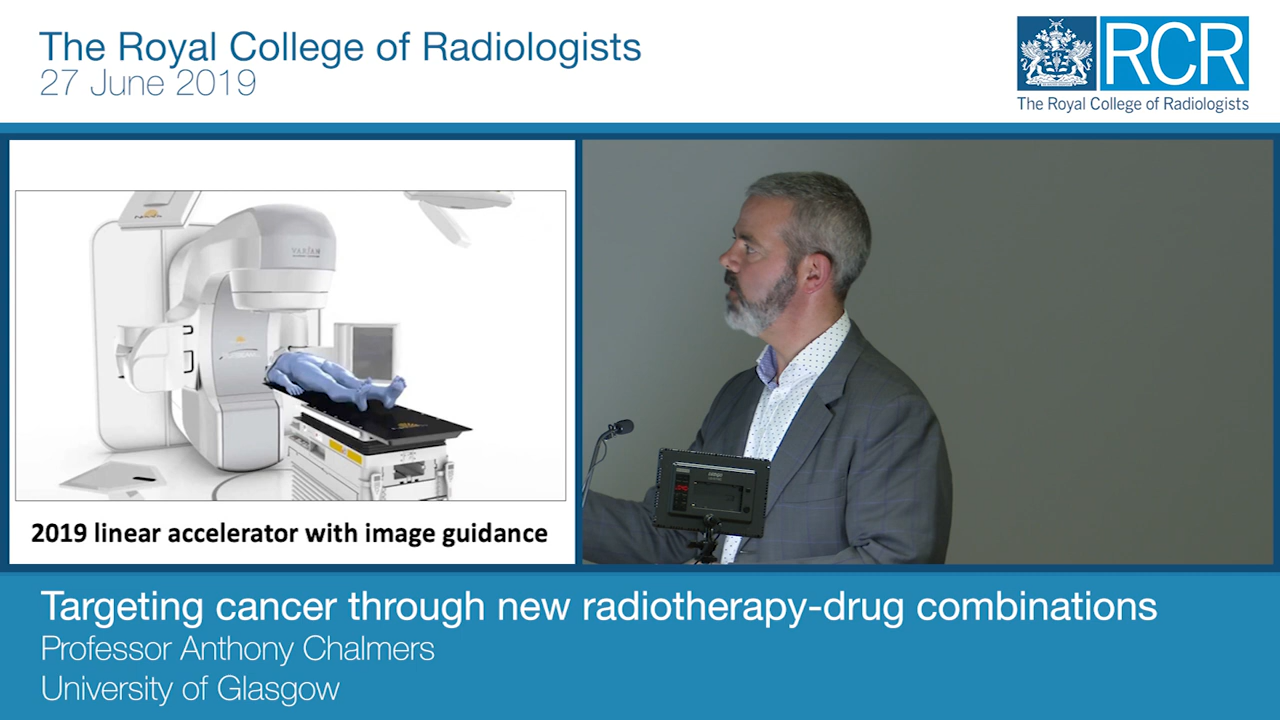 The Royal College of Radiologists
27 June 2019
RCR
The Royal College of Radiologists
VARIAN
2019 linear accelerator with image guidance
Targeting cancer through new radiotherapy-drug combinations
Professor Anthony Chalmers
University of Glasgow